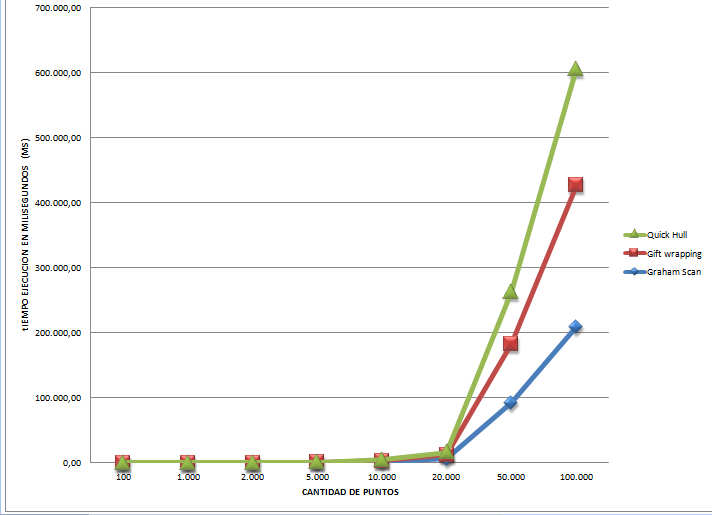 700.000,00
600.000,00
500.000,00
400.000,00
300.000,00
200.000,00
100.000,00
0,00
tIEMPO EJECUCION EN MILISEGUNDOS (MS)
100 1.000 2.000 5.000 10.000 20.000 50.000 100.000
CANTIDAD DE PUNTOS
Quick Hull
Gift wrapping
Graham Scan